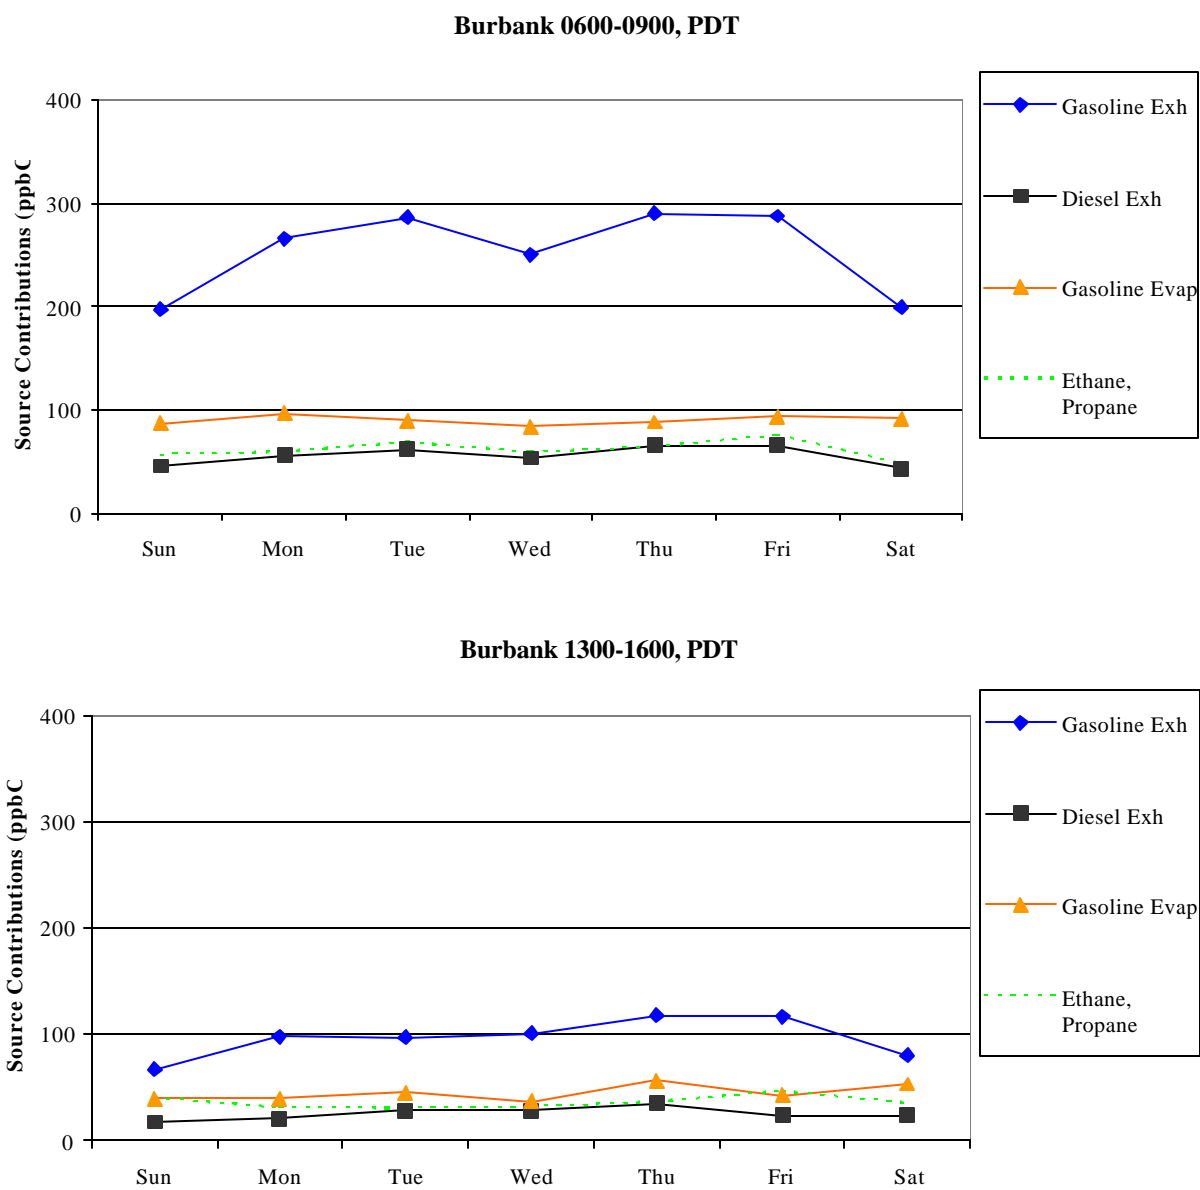 Burbank 0600-0900, PDT
Source Contributions (ppbC
400
300
200
100
0
Sun Mon Tue Wed Thu Fri Sat
Gasoline Exh
Diesel Exh
Gasoline Evap
Ethane,
Propane
Burbank 1300-1600, PDT
Source Contributions (ppbC
400
300
200
100
0
Sun Mon Tue Wed Thu Fri Sat
Gasoline Exh
Diesel Exh
Gasoline Evap
Ethane,
Propane